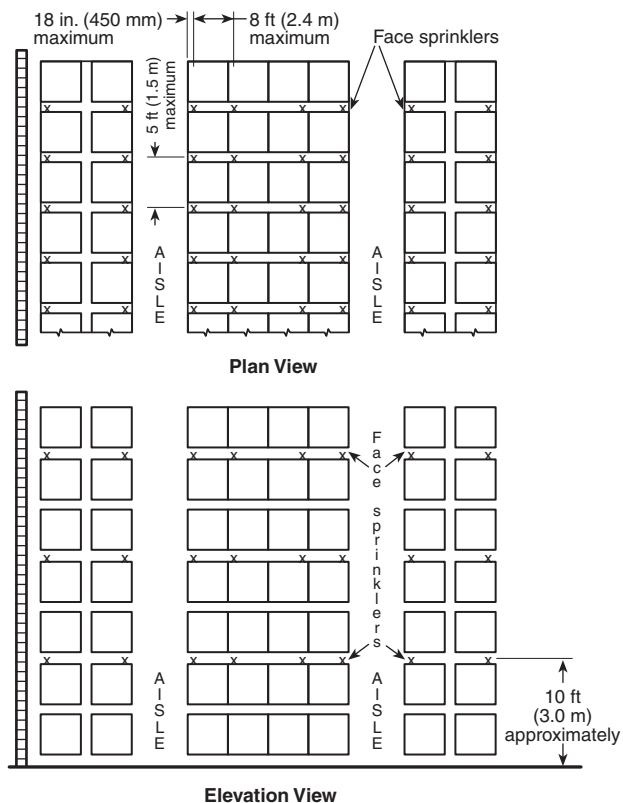 18 in. (450 mm)
maximum
8 ft (2.4 m)
maximum
Face sprinklers
5 ft (1.5 m)
maximum
x x x x x x x x
x x x x x x x x
x x x x x x x x
x x x x x x x x
x x x x x x x x
AISLE
AISLE
Plan View
x x x x x x x x
Face sprinklers
x x x x x x x x
x x x x x x x x
AISLE
AISLE
10 ft
(3.0 m)
approximately
Elevation View